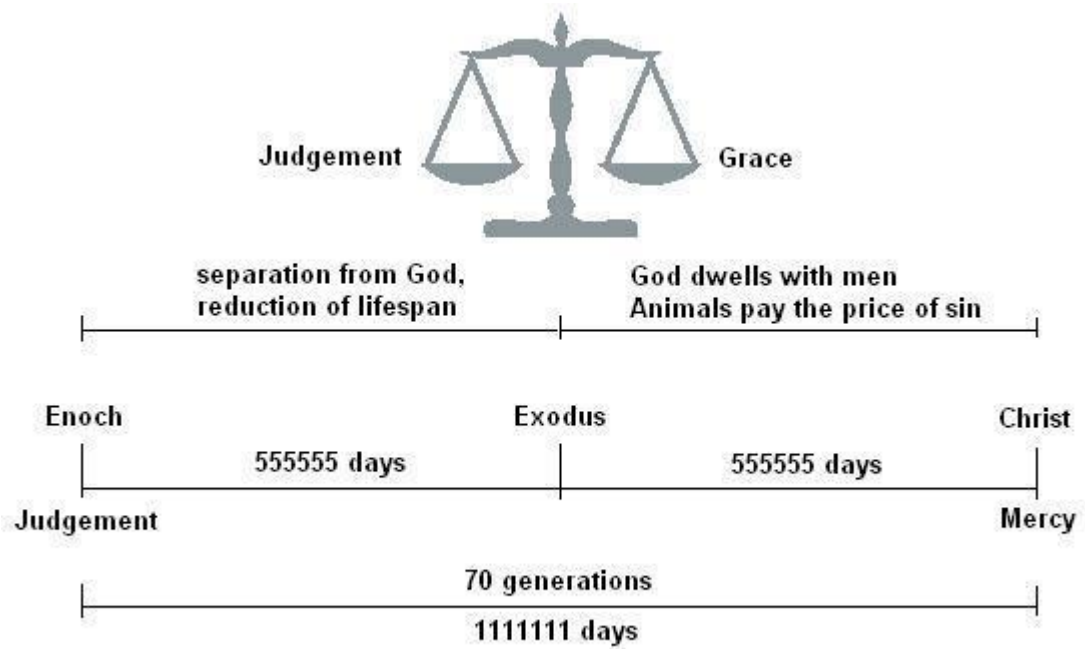 Judgement
Grace
separation from God,
reduction of lifespan
God dwells with men
Animals pay the price of sin
Enoch
Exodus
Christ
555555 days
555555 days
Judgement
Mercy
70 generations
1111111 days